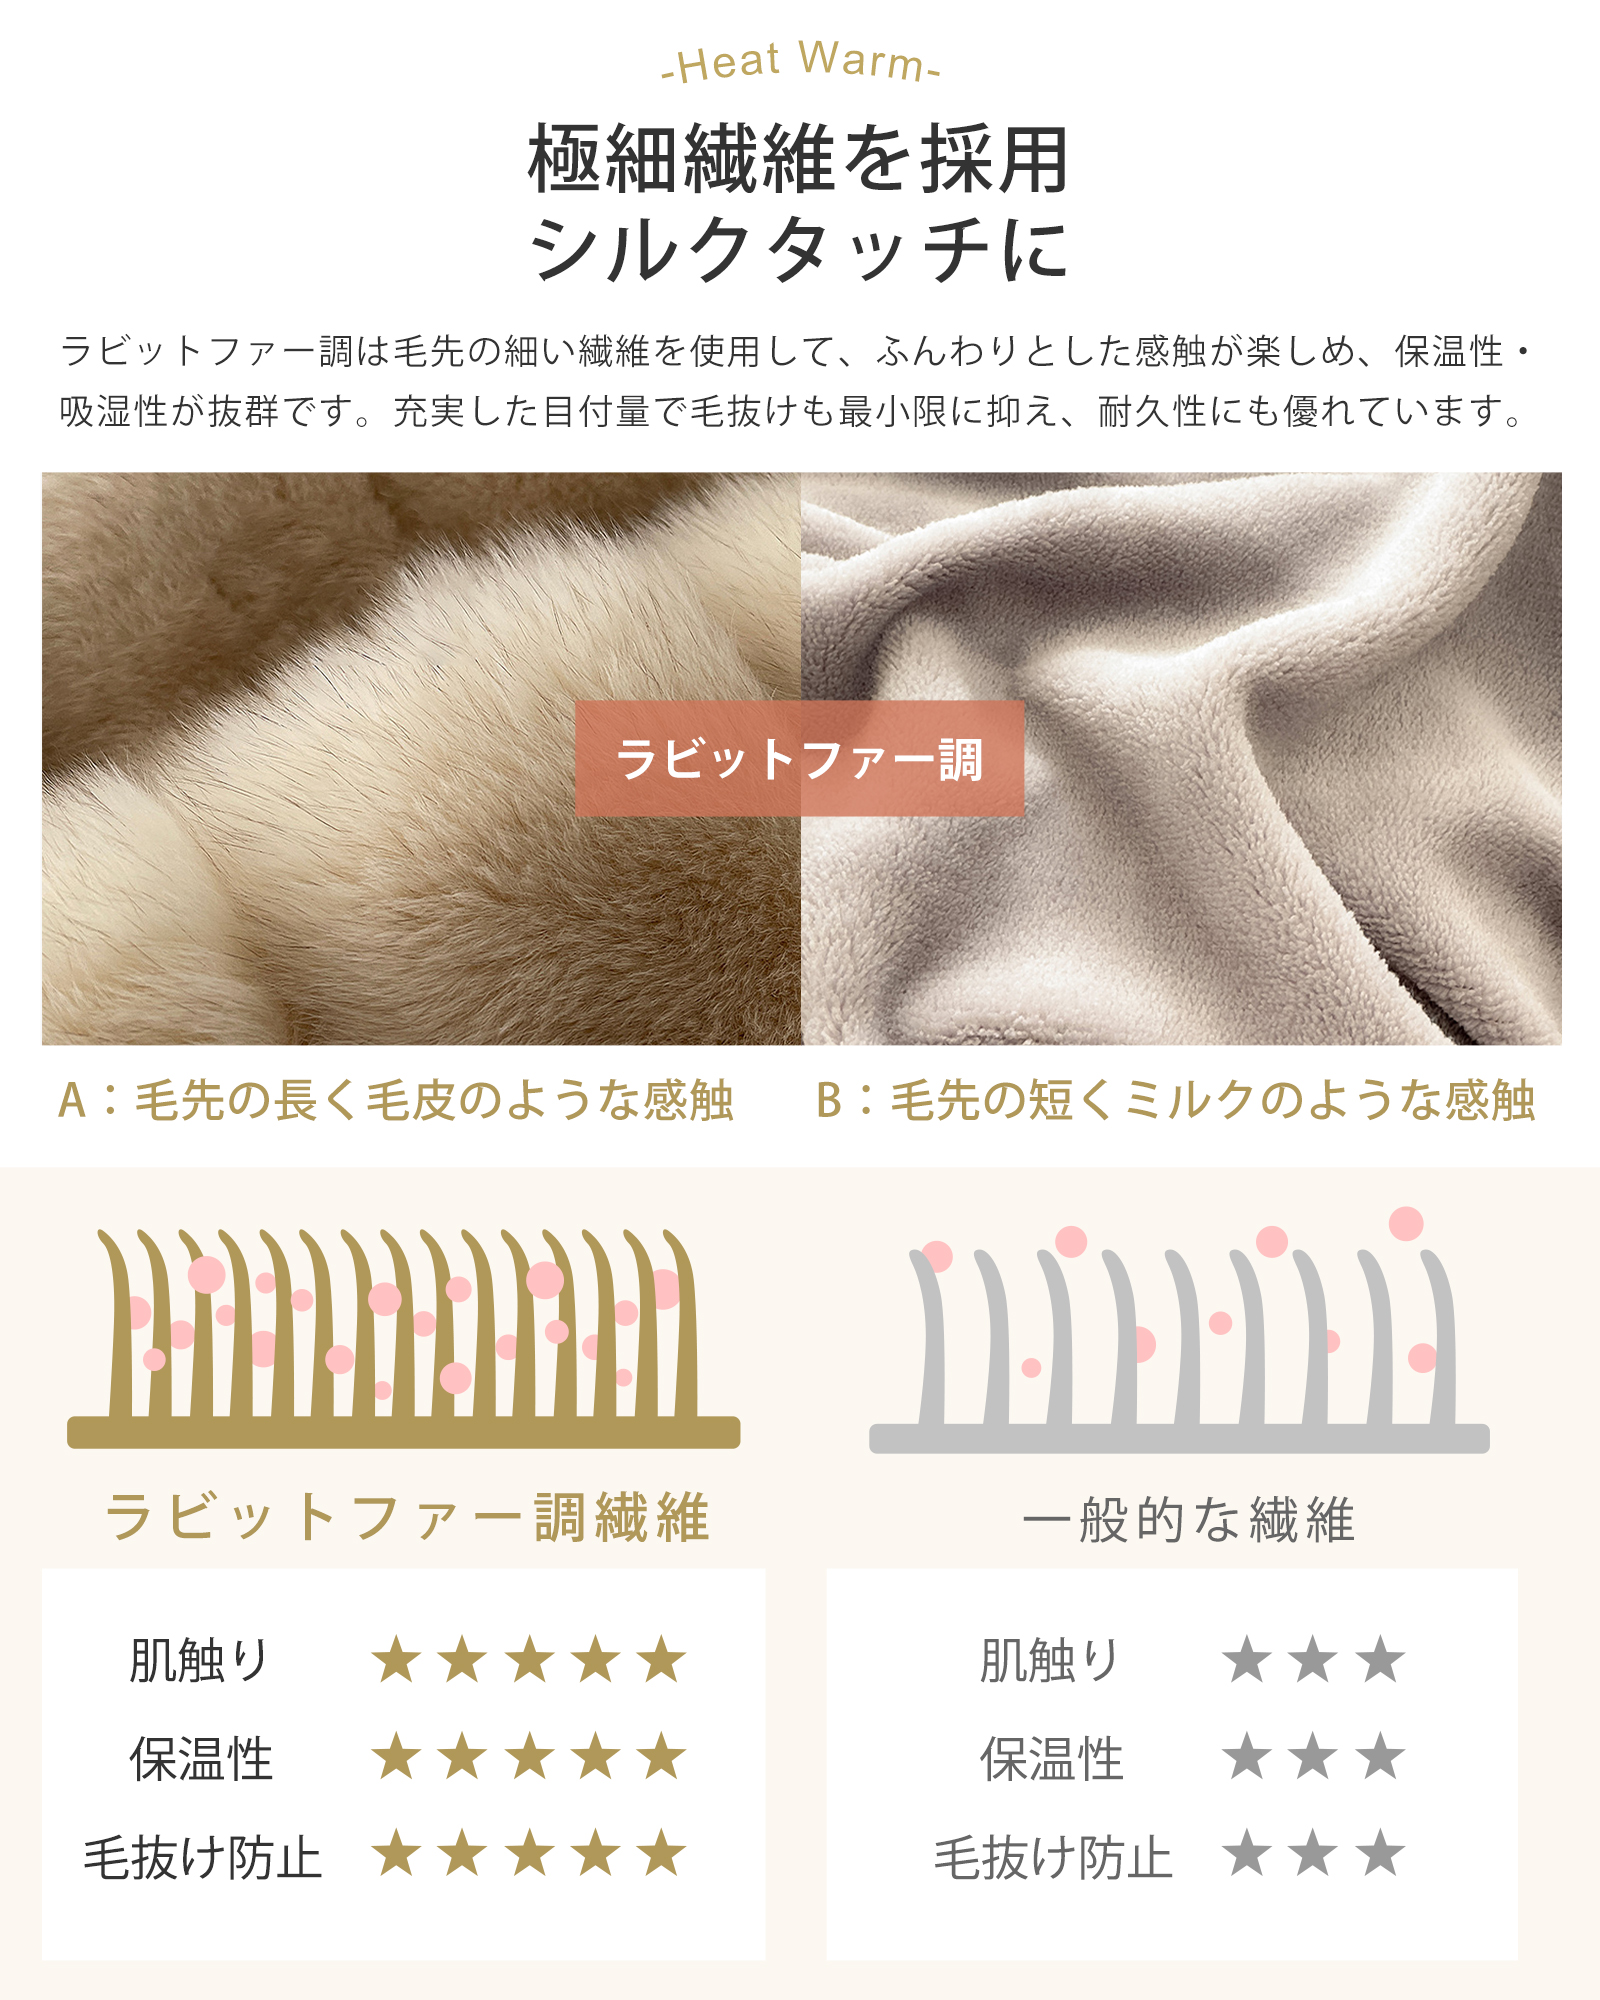 -Heat Warm-
極細繊維を採用
シルクタッチに
ラビットファー調は毛先の細い繊維を使用して、ふんわりとした感触が楽しめ、保温性・
吸湿性が抜群です。充実した目付量で毛抜けも最小限に抑え、耐久性にも優れています。
ラビットファー調
A：毛先の長く毛皮のような感触
B：毛先の短くミルクのような感触
ラビットファー調繊維
一般的な繊維
肌触り ★★★★★
保温性 ★★★★★
毛抜け防止 ★★★★★
肌触り ★★★
保温性 ★★★
毛抜け防止 ★★★